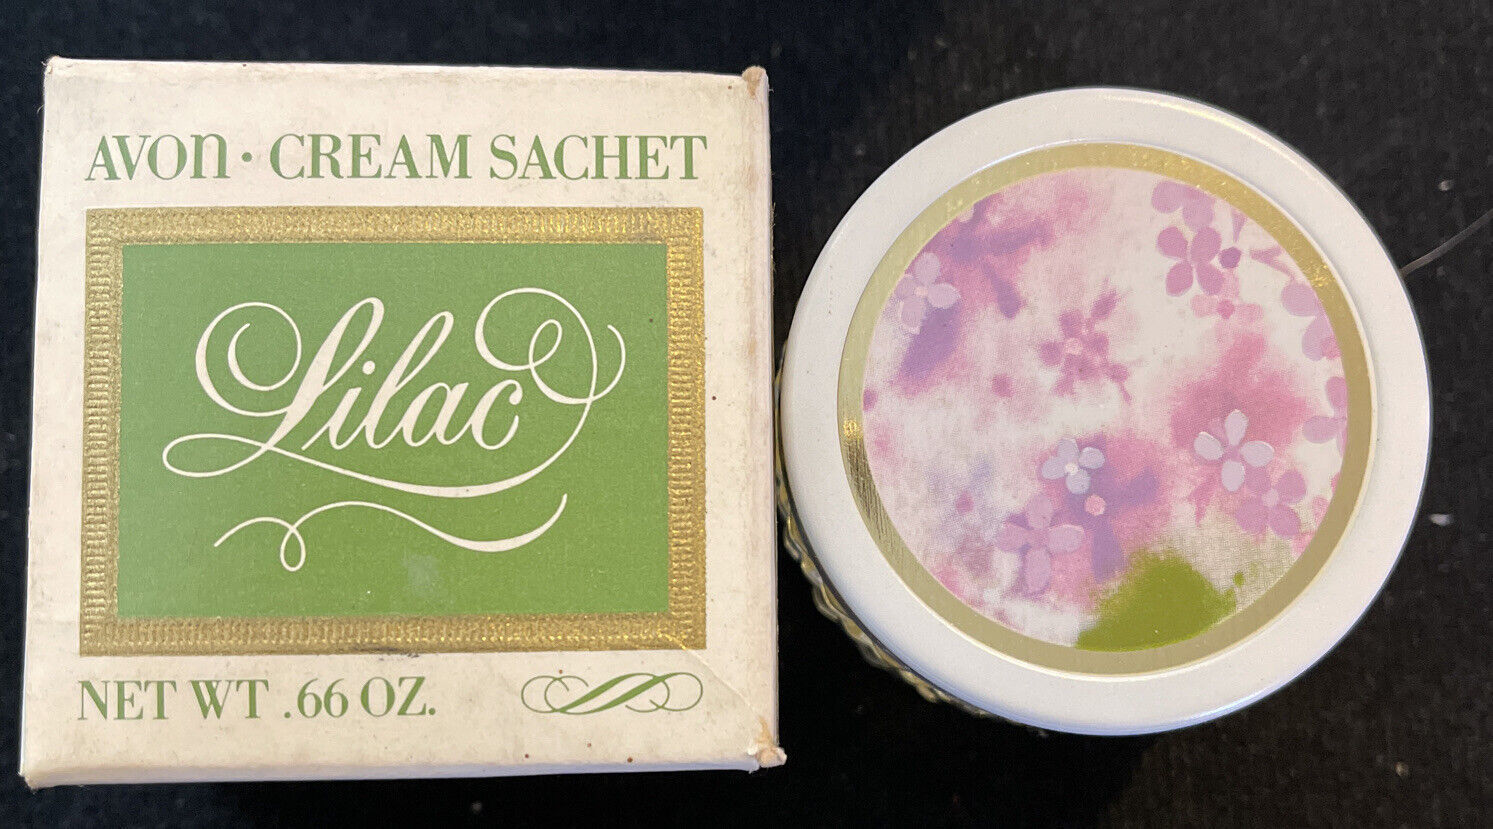 AVON · CREAM SACHET
Lilac
NET WT .66 OZ.